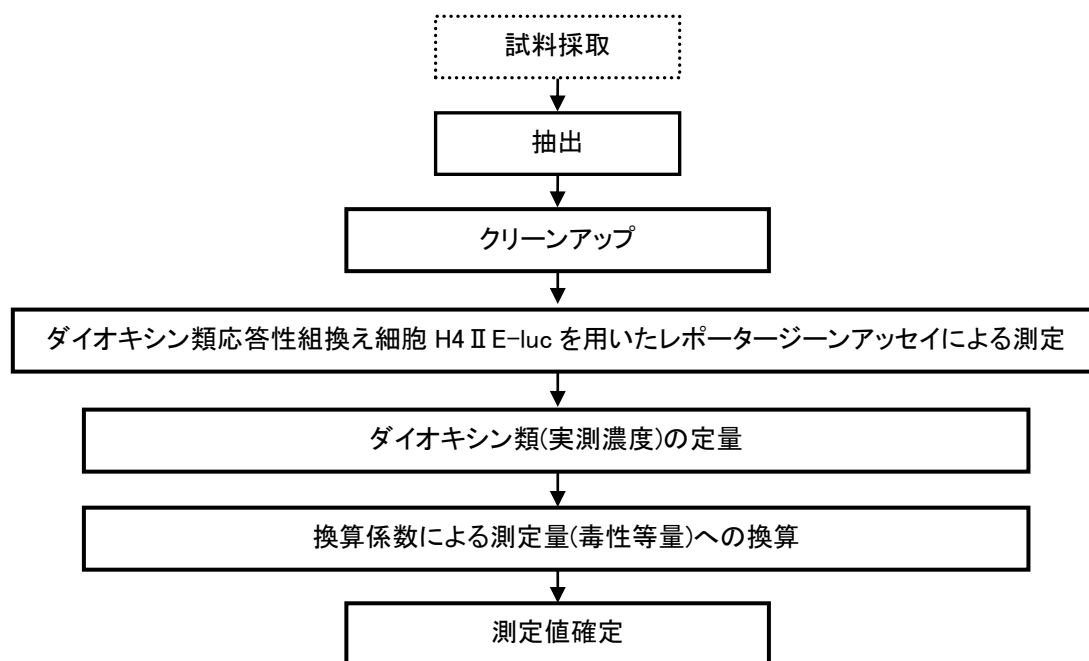 試料採取
抽出
クリーンアップ
ダイオキシン類応答性組換え細胞 H4ⅡE-luc を用いたレポータージーンアッセイによる測定
ダイオキシン類(実測濃度)の定量
換算係数による測定量(毒性等量)への換算
測定値確定